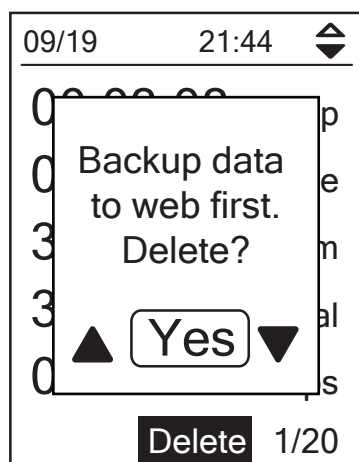 09/19 21:44
Backup data
to web first.
Delete?
Yes
Delete 1/20